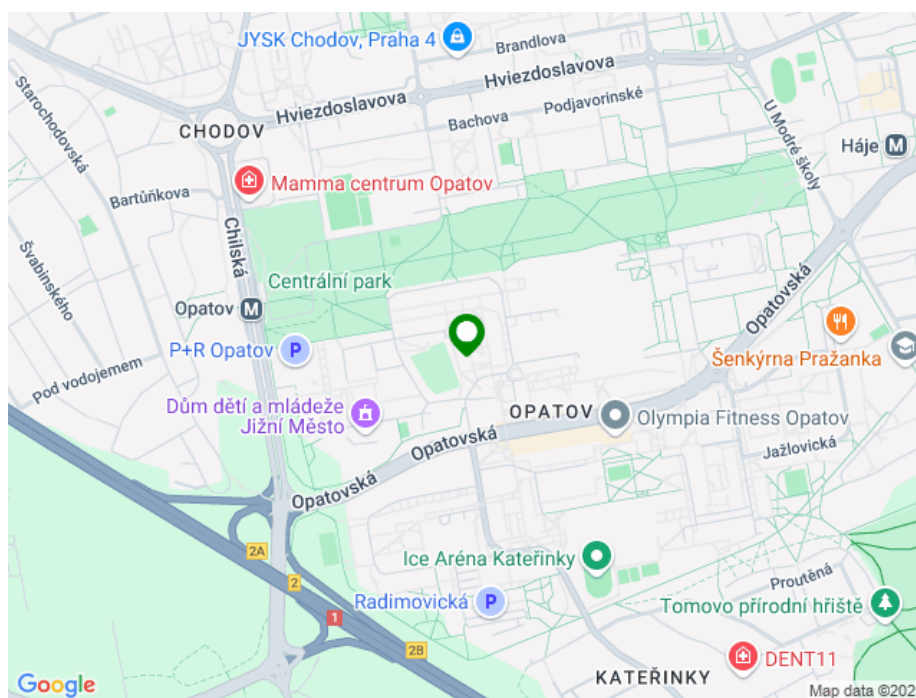 JYSK Chodov, Praha 4
Brandlova
Hviezdoslavova
Hviezdoslavova
Podjavorinské
Bachova
Starochodovská
CHODOV
U Modré školy
Háje
M
Mamma centrum Opatov
Bartůňkova
Chilská
Švabinského
Centrální park
Opatov
M
Opatovská
P+R Opatov
P
Šenkýrna Pražanka
Pod vodojemem
Dům dětí a mládeže
Jižní Město
OPATOV
Olympia Fitness Opatov
Opatovská
Jažlovická
Opatovská
2A
Ice Aréna Kateřinky
2
Proutěná
Radimovická
P
Tomovo přírodní hřiště
1
2B
DENT11
KATEŘINKY
Google
Map data ©202